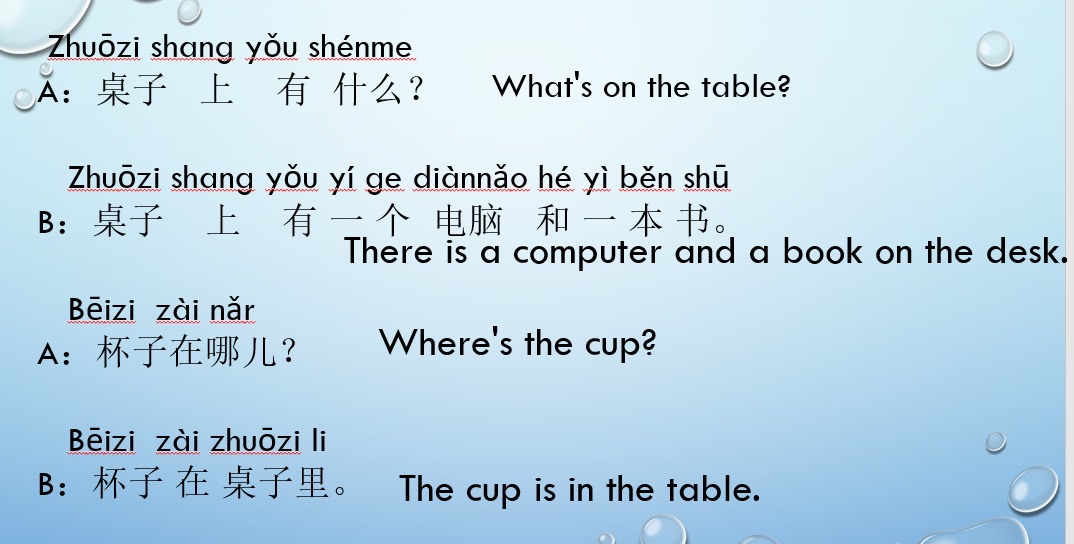 Zhuōzi shang yǒu shénme
A：桌子 上 有 什么？ What's on the table?
Zhuōzi shang yǒu yí ge diànnǎo hé yì běn shū
B：桌子 上 有 一 个 电脑 和 一 本 书。
There is a computer and a book on the desk.
Bēizi zài nǎr
A：杯子在哪儿？ Where's the cup?
Bēizi zài zhuōzi li
B：杯子 在 桌子里。 The cup is in the table.